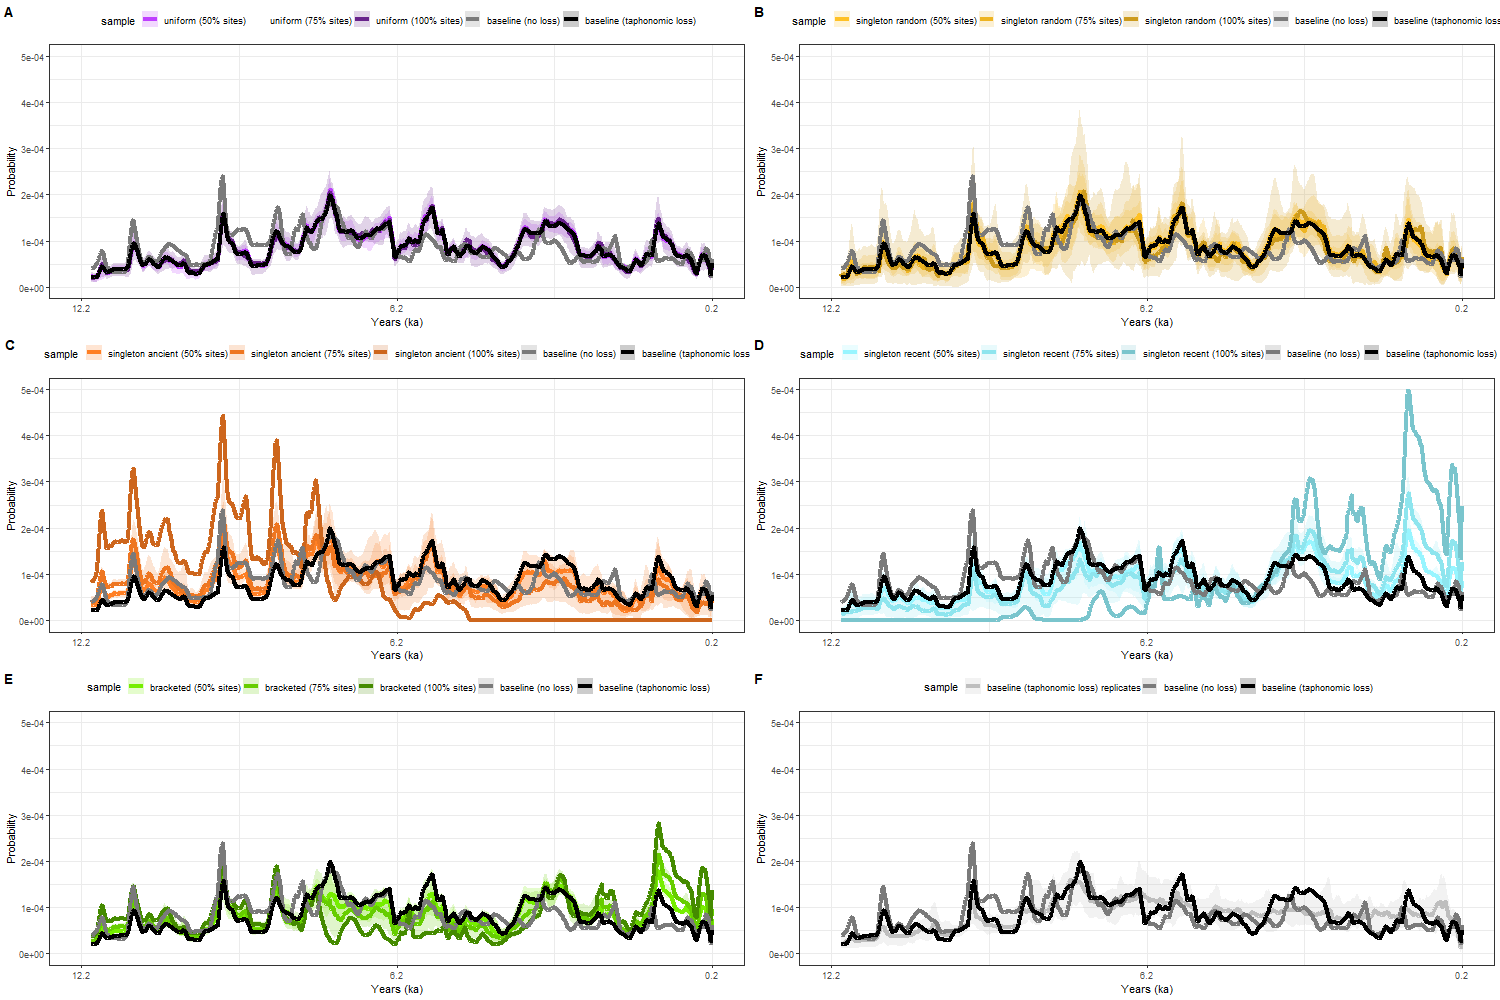 A
sample uniform (50% sites) uniform (75% sites) uniform (100% sites) baseline (no loss) baseline (taphonomic loss)
5e-04
4e-04
3e-04
2e-04
1e-04
0e+00
Probability
12.2 6.2 0.2
Years (ka)
B
sample singleton random (50% sites) singleton random (75% sites) singleton random (100% sites) baseline (no loss) baseline (taphonomic loss
5e-04
4e-04
3e-04
2e-04
1e-04
0e+00
Probability
12.2 6.2 0.2
Years (ka)
C
sample singleton ancient (50% sites) singleton ancient (75% sites) singleton ancient (100% sites) baseline (no loss) baseline (taphonomic loss
5e-04
4e-04
3e-04
2e-04
1e-04
0e+00
Probability
12.2 6.2 0.2
Years (ka)
D
sample singleton recent (50% sites) singleton recent (75% sites) singleton recent (100% sites) baseline (no loss) baseline (taphonomic loss)
5e-04
4e-04
3e-04
2e-04
1e-04
0e+00
Probability
12.2 6.2 0.2
Years (ka)
E
sample bracketed (50% sites) bracketed (75% sites) bracketed (100% sites) baseline (no loss) baseline (taphonomic loss)
5e-04
4e-04
3e-04
2e-04
1e-04
0e+00
Probability
12.2 6.2 0.2
Years (ka)
F
sample baseline (taphonomic loss) replicates baseline (no loss) baseline (taphonomic loss)
5e-04
4e-04
3e-04
2e-04
1e-04
0e+00
Probability
12.2 6.2 0.2
Years (ka)